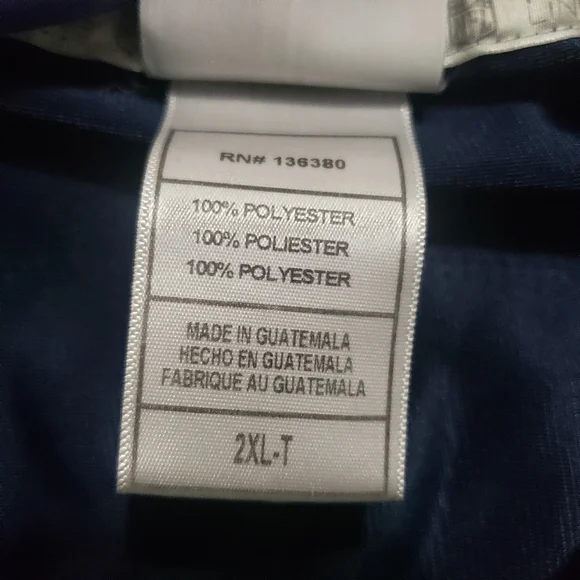 RN# 136380
100% POLYESTER
100% POLIESTER
100% POLYESTER
MADE IN GUATEMALA
HECHO EN GUATEMALA
FABRIQUE AU GUATEMALA
2XL-T